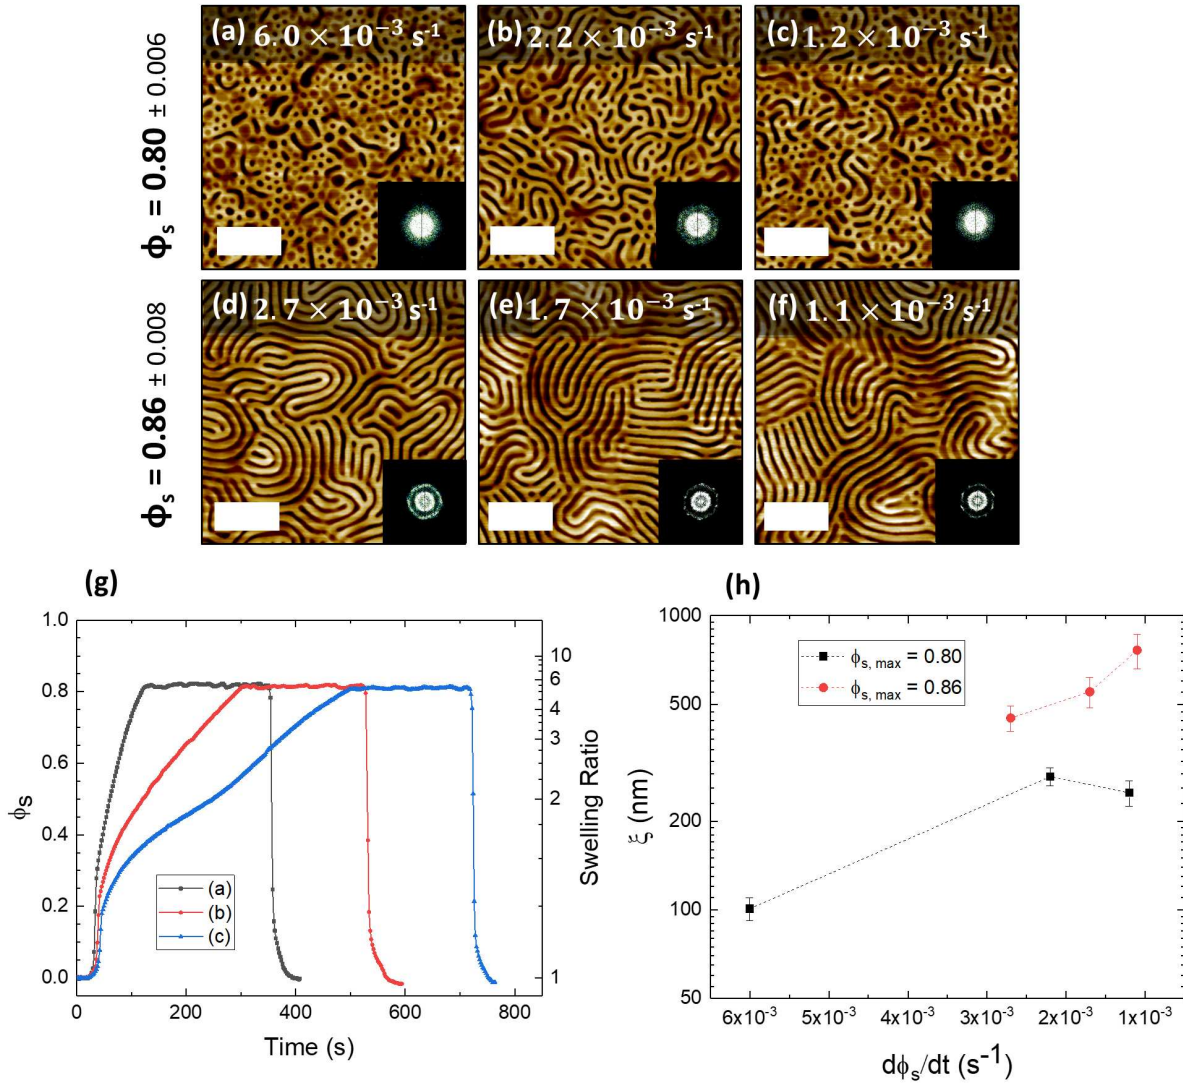 (a) 6.0 × 10⁻³ s⁻¹
(b) 2.2 × 10⁻³ s⁻¹
(c) 1.2 × 10⁻³ s⁻¹
ϕs = 0.80 ± 0.006
(d) 2.7 × 10⁻³ s⁻¹
(e) 1.7 × 10⁻³ s⁻¹
(f) 1.1 × 10⁻³ s⁻¹
ϕs = 0.86 ± 0.008
(g)
1.0
0.8
0.6
0.4
0.2
0.0
ϕs
10
6
5
4
3
2
1
Swelling Ratio
(a)
(b)
(c)
0
200
400
600
800
Time (s)
(h)
1000
500
200
100
50
ξ (nm)
ϕs, max = 0.80
ϕs, max = 0.86
6x10⁻³
5x10⁻³
4x10⁻³
3x10⁻³
2x10⁻³
1x10⁻³
dϕs/dt (s⁻¹)